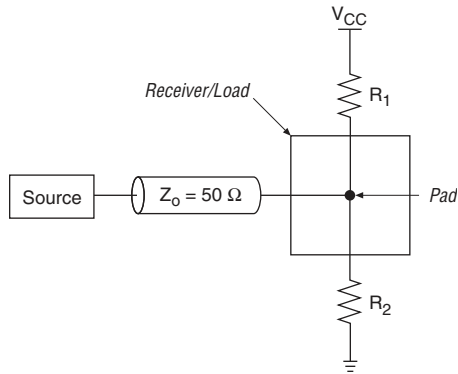 V_CC
R_1
Receiver/Load
Source
Z_o = 50 Ω
Pad
R_2